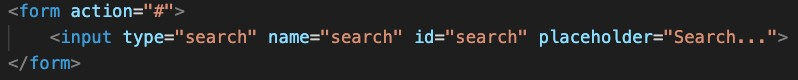 <form action="#">
    <input type="search" name="search" id="search" placeholder="Search...">
</form>